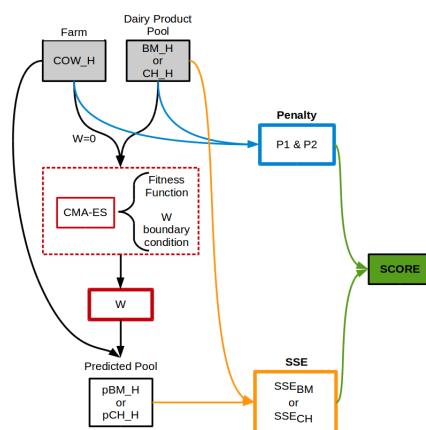 Farm
Dairy Product
Pool
COW_H
BM_H
or
CH_H
W=0
Penalty
P1 & P2
Fitness
Function
CMA-ES
W
boundary
condition
SCORE
W
Predicted Pool
pBM_H
or
pCH_H
SSE
SSEBM
or
SSECH